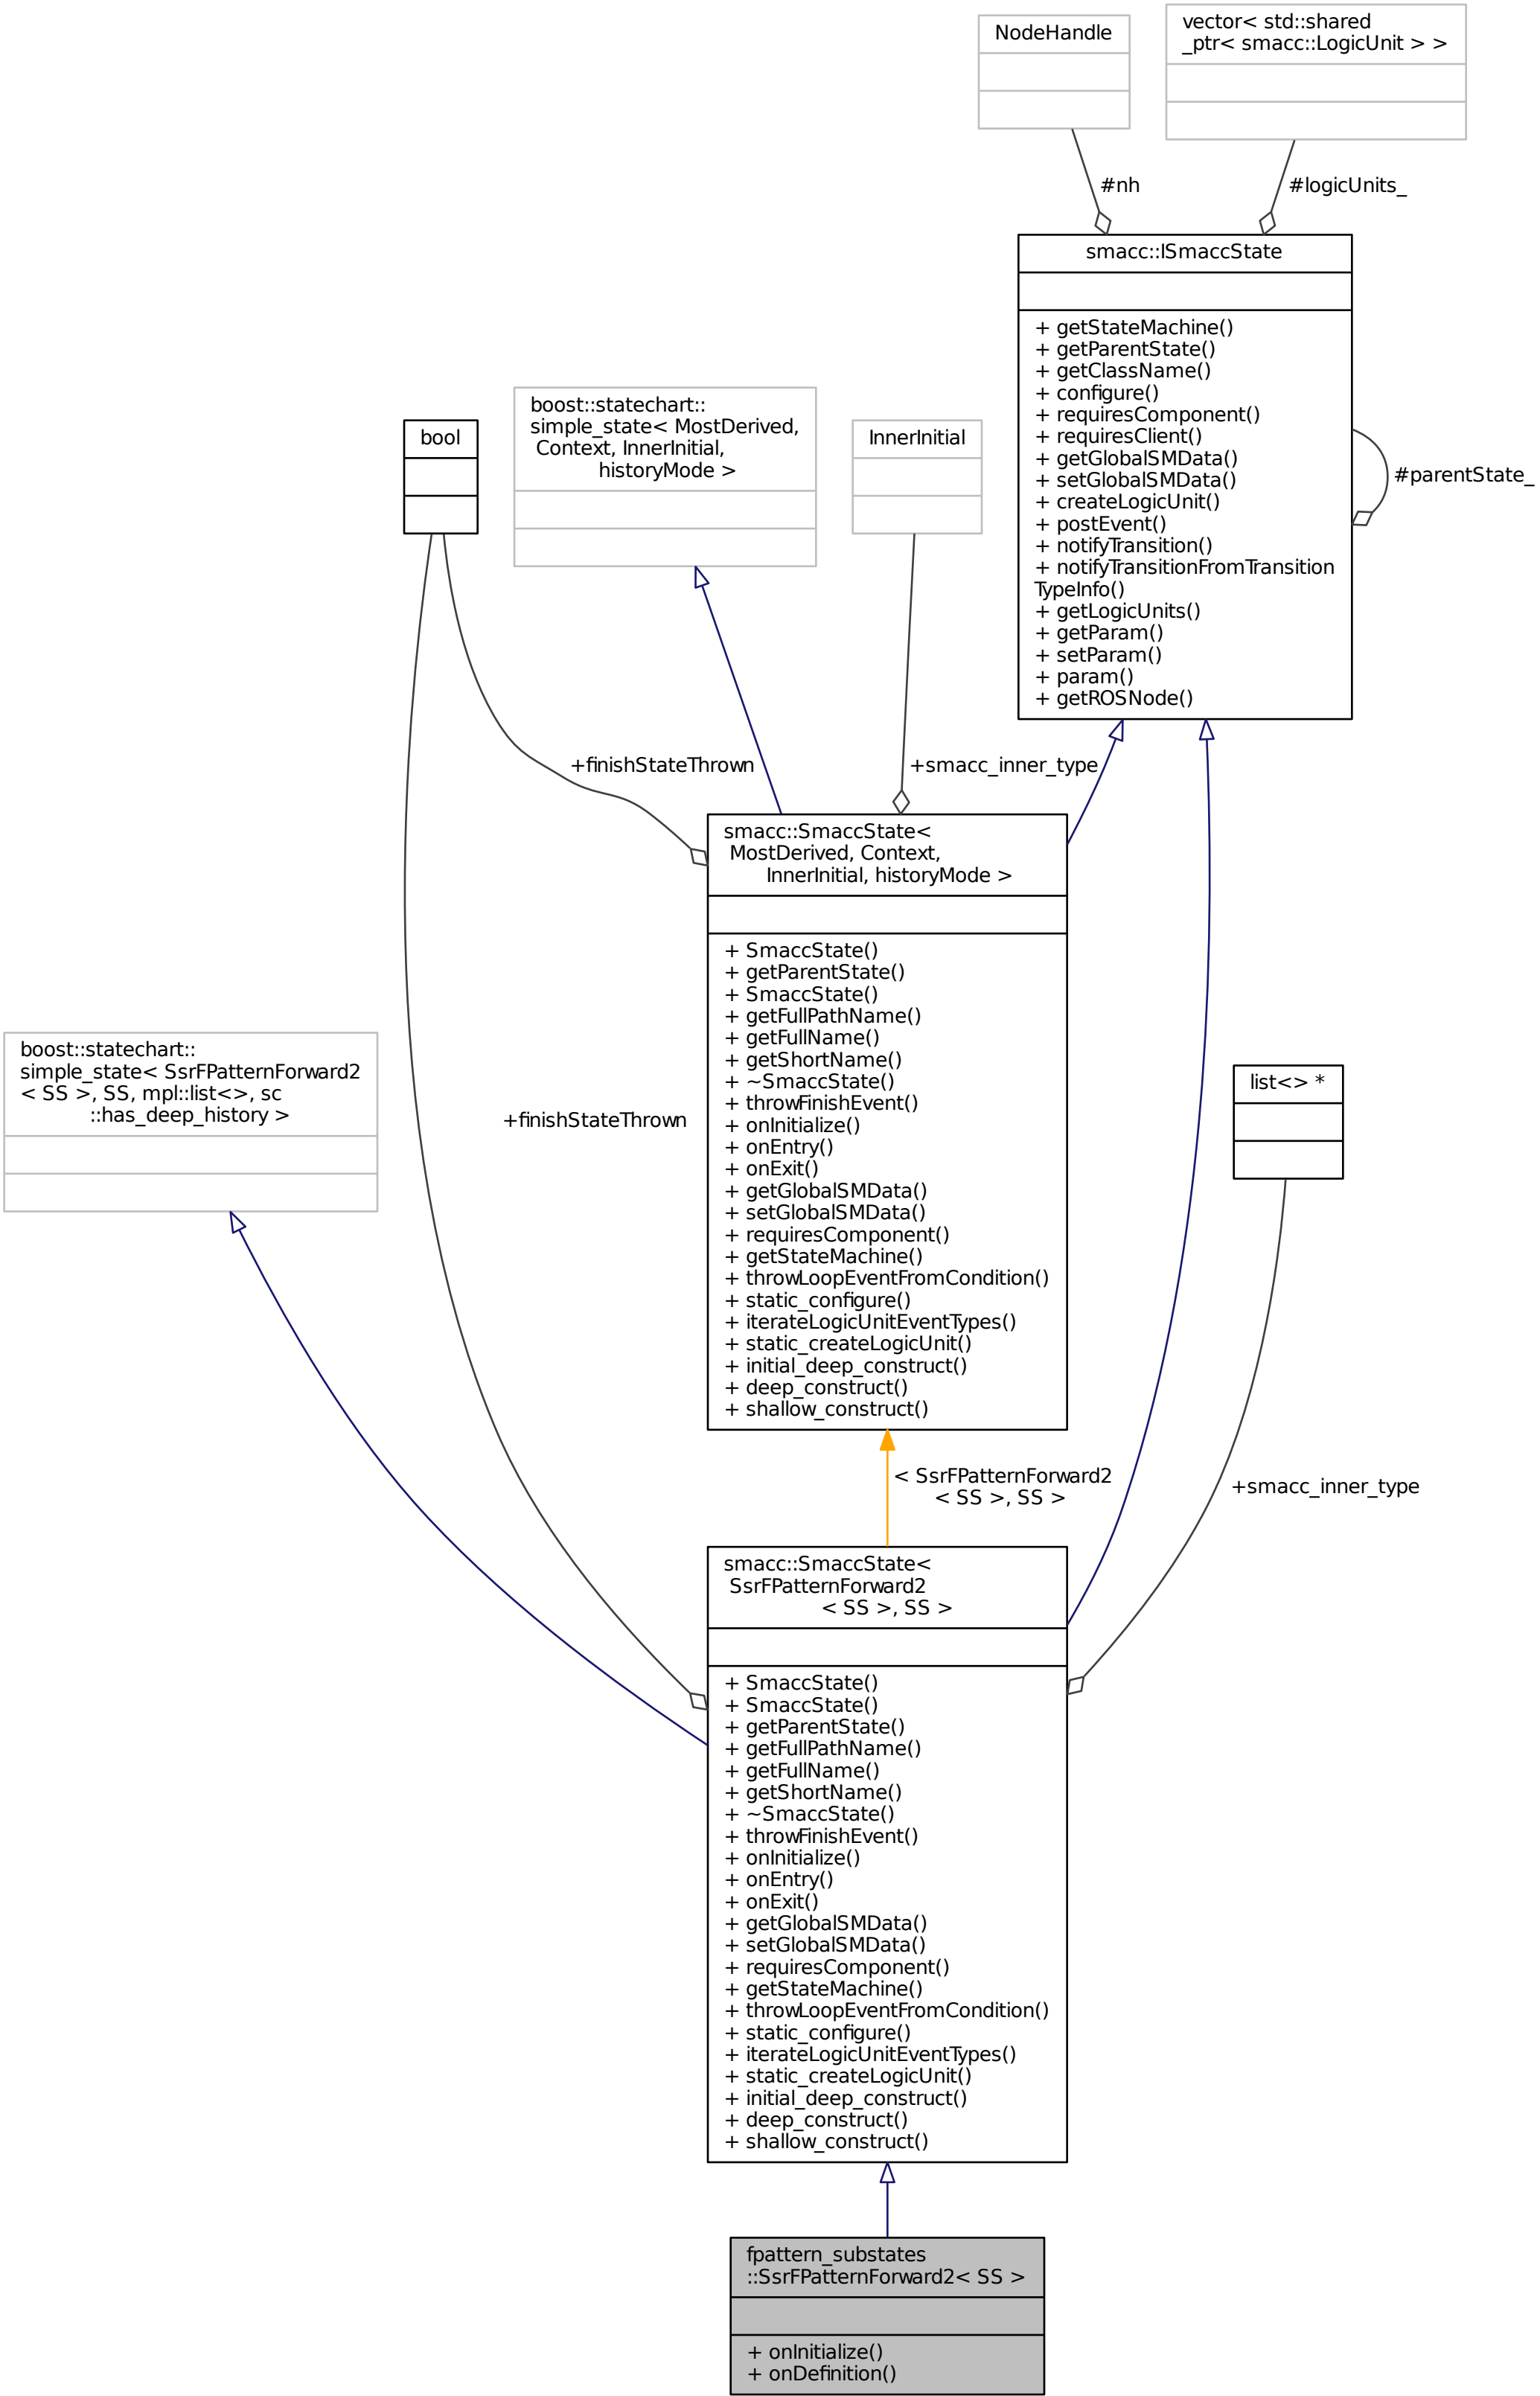 NodeHandle
vector< std::shared
_ptr< smacc::LogicUnit > >
#nh
#logicUnits_
smacc::ISmaccState
+ getStateMachine()
+ getParentState()
+ getClassName()
+ configure()
+ requiresComponent()
+ requiresClient()
+ getGlobalSMData()
+ setGlobalSMData()
+ createLogicUnit()
+ postEvent()
+ notifyTransition()
+ notifyTransitionFromTransition
TypeInfo()
+ getLogicUnits()
+ getParam()
+ setParam()
+ param()
+ getROSNode()
#parentState_
bool
boost::statechart::
simple_state< MostDerived,
Context, InnerInitial,
historyMode >
InnerInitial
+finishStateThrown
+smacc_inner_type
smacc::SmaccState<
MostDerived, Context,
InnerInitial, historyMode >
+ SmaccState()
+ getParentState()
+ SmaccState()
+ getFullPathName()
+ getFullName()
+ getShortName()
+ ~SmaccState()
+ throwFinishEvent()
+ onInitialize()
+ onEntry()
+ onExit()
+ getGlobalSMData()
+ setGlobalSMData()
+ requiresComponent()
+ getStateMachine()
+ throwLoopEventFromCondition()
+ static_configure()
+ iterateLogicUnitEventTypes()
+ static_createLogicUnit()
+ initial_deep_construct()
+ deep_construct()
+ shallow_construct()
boost::statechart::
simple_state< SsrFPatternForward2
< SS >, SS, mpl::list<>, sc
::has_deep_history >
+finishStateThrown
list<> *
< SsrFPatternForward2
< SS >, SS >
+smacc_inner_type
smacc::SmaccState<
SsrFPatternForward2
< SS >, SS >
+ SmaccState()
+ SmaccState()
+ getParentState()
+ getFullPathName()
+ getFullName()
+ getShortName()
+ ~SmaccState()
+ throwFinishEvent()
+ onInitialize()
+ onEntry()
+ onExit()
+ getGlobalSMData()
+ setGlobalSMData()
+ requiresComponent()
+ getStateMachine()
+ throwLoopEventFromCondition()
+ static_configure()
+ iterateLogicUnitEventTypes()
+ static_createLogicUnit()
+ initial_deep_construct()
+ deep_construct()
+ shallow_construct()
fpattern_substates
::SsrFPatternForward2< SS >
+ onInitialize()
+ onDefinition()